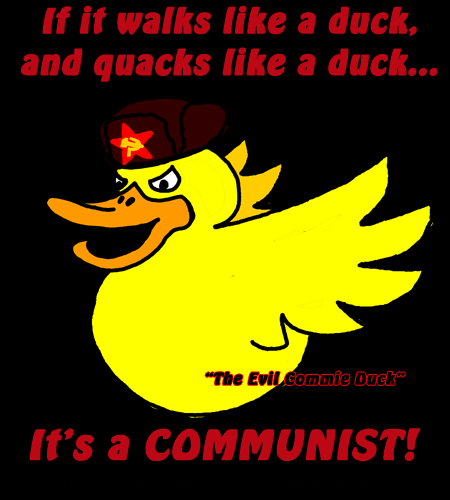 If it walks like a duck,
and quacks like a duck...
“The Evil Commie Duck”
It's a COMMUNIST!